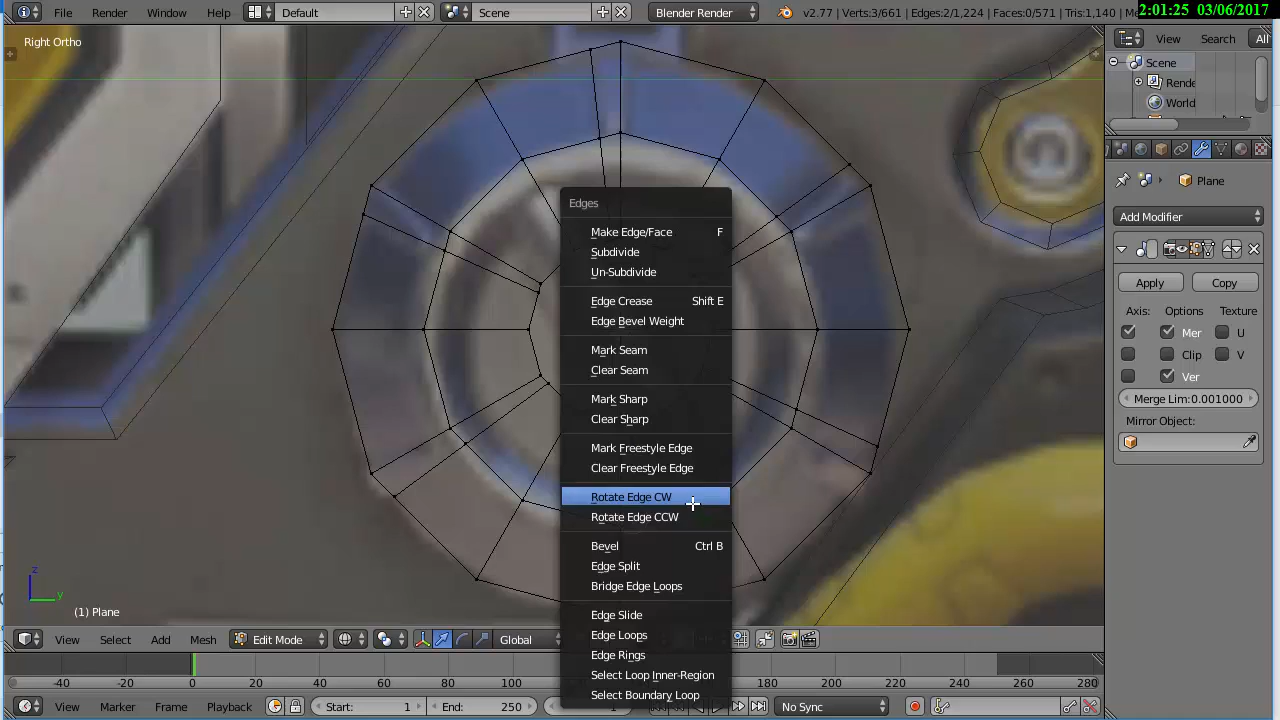 2:01:25 03/06/2017
File Render Window Help Default Scene Blender Render v2.77 | Verts:3/661 | Edges:2/1,224 | Faces:0/571 | Tris:1,140 |
Right Ortho
View Search All
Scene
Rende
World
Plane
Add Modifier
Apply Copy
Axis: Options Texture
Mer U
Clip V
Ver
Merge Lim:0.001000
Mirror Object:
Edges
Make Edge/Face F
Subdivide
Un-Subdivide
Edge Crease Shift E
Edge Bevel Weight
Mark Seam
Clear Seam
Mark Sharp
Clear Sharp
Mark Freestyle Edge
Clear Freestyle Edge
Rotate Edge CW
Rotate Edge CCW
Bevel Ctrl B
Edge Split
Bridge Edge Loops
Edge Slide
Edge Loops
Edge Rings
Select Loop Inner-Region
Select Boundary Loop
z
y
(1) Plane
View Select Add Mesh Edit Mode Global
-40 -20 0 20 40 60 80 100 120 180 200 220 240 260 280
View Marker Frame Playback Start: 1 End: 250 1 No Sync